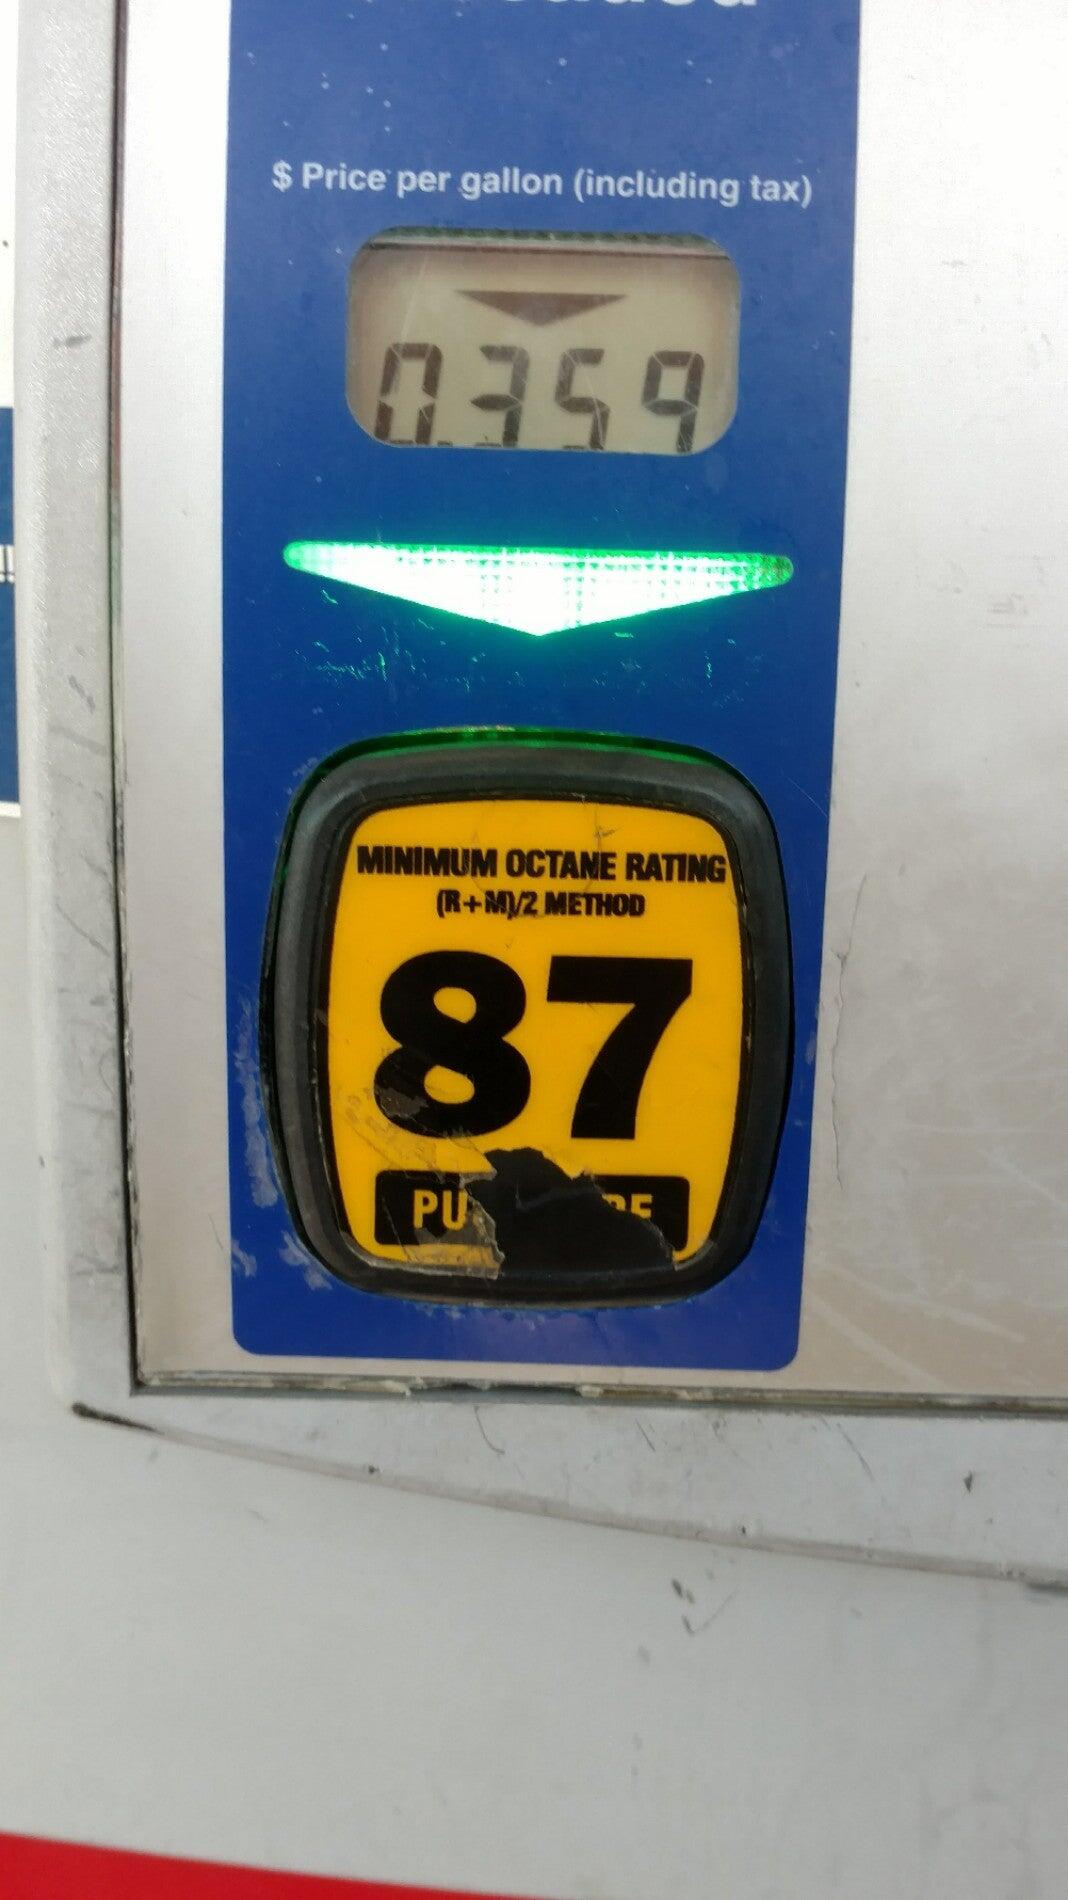 $ Price per gallon (including tax)
0.359
MINIMUM OCTANE RATING
(R+M)/2 METHOD
87